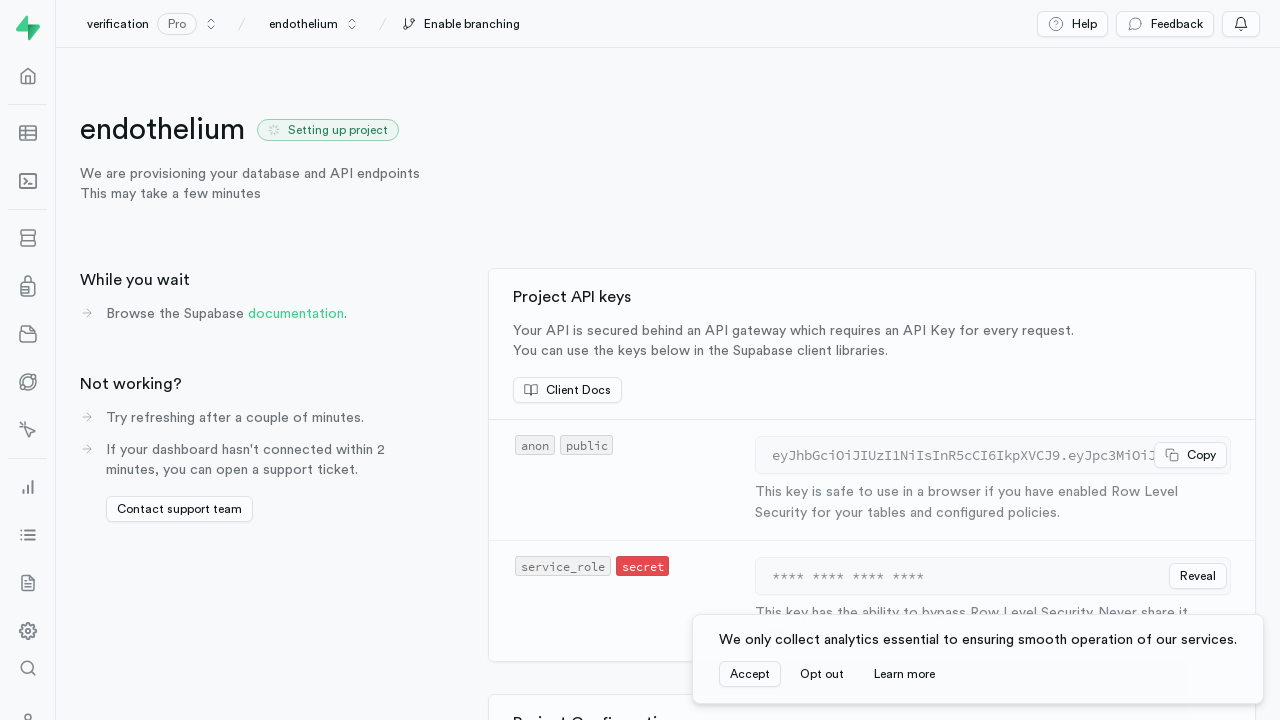 verification Pro / endothelium / Enable branching Help Feedback
endothelium Setting up project
We are provisioning your database and API endpoints
This may take a few minutes
While you wait
Browse the Supabase documentation.
Not working?
Try refreshing after a couple of minutes.
If your dashboard hasn't connected within 2
minutes, you can open a support ticket.
Contact support team
Project API keys
Your API is secured behind an API gateway which requires an API Key for every request.
You can use the keys below in the Supabase client libraries.
Client Docs
anon public eyJhbGciOiJIUzI1NiIsInR5cCI6IkpXVCJ9.eyJpc3MiOiJ Copy
This key is safe to use in a browser if you have enabled Row Level
Security for your tables and configured policies.
service_role secret **** **** **** **** Reveal
This key has the ability to bypass Row Level Security. Never share it
We only collect analytics essential to ensuring smooth operation of our services.
Accept Opt out Learn more
Project Configuration